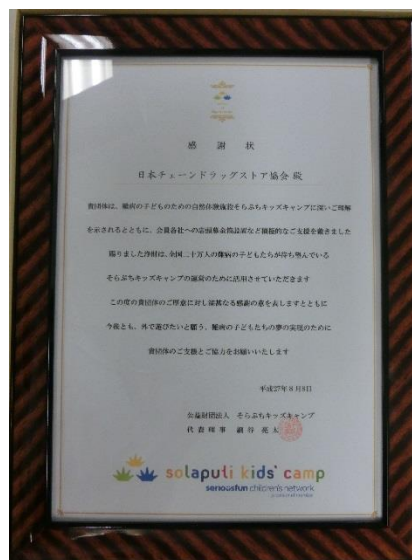 感謝状
日本チェーンドラッグストア協会 殿
貴団体は、難病の子どものための自然体験施設そらぷちキッズキャンプに深いご理解
を示されるとともに、会員各社への店頭募金箱設置など積極的なご支援を戴きました
賜りました浄財は、全国二十万人の難病の子どもたちが待ち望んでいる
そらぷちキッズキャンプの運営のために活用させていただきます
この度の貴団体のご厚意に対し深甚なる感謝の意を表しますとともに
今後とも、外で遊びたいと願う、難病の子どもたちの夢の実現のために
貴団体のご支援とご協力をお願いいたします
平成27年8月8日
公益財団法人 そらぷちキッズキャンプ
代表理事 細谷亮太
solaputi kids' camp
seriousfun children's network